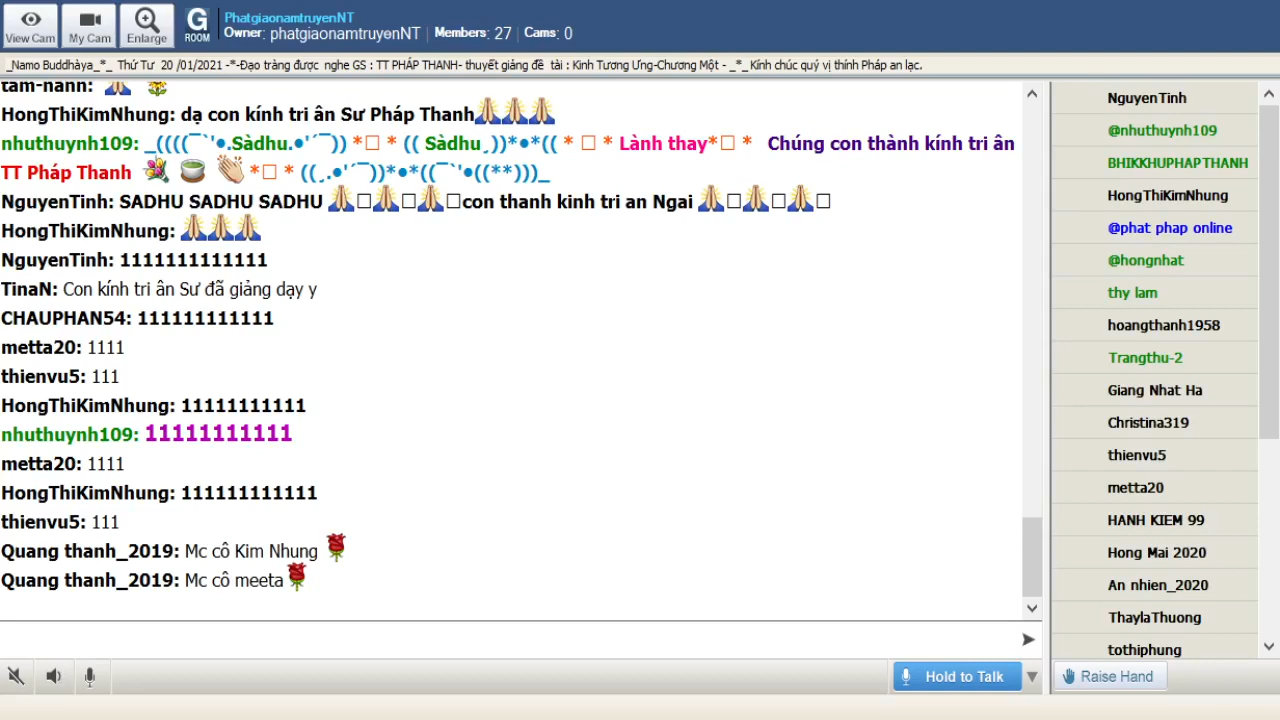 View Cam
My Cam
Enlarge
G
ROOM
PhatgiaonamtruyenNT
Owner: phatgiaonamtruyenNT | Members: 27 | Cams: 0
_Namo Buddhàya_*_ Thứ Tư 20 /01/2021 -*-Đạo tràng được nghe GS : TT PHÁP THANH- thuyết giảng đề tài : Kinh Tương Ưng-Chương Một - _*_Kính chúc quý vị thính Pháp an lạc.
tam-hanh:
HongThiKimNhung: dạ con kính tri ân Sư Pháp Thanh🙏🙏🙏
nhuthuynh109: _((((¯`'•.Sàdhu.•'´¯)) *□ * (( Sàdhu¸))*•*(( * □ * Lành thay*□ * Chúng con thành kính tri ân
TT Pháp Thanh 💐 🍵 👏 *□ * ((¸.•'´¯))*•*((¯`'•((**)))_
NguyenTinh: SADHU SADHU SADHU 🙏□🙏□🙏□con thanh kinh tri an Ngai 🙏□🙏□🙏□
HongThiKimNhung: 🙏🙏🙏
NguyenTinh: 1111111111111
TinaN: Con kính tri ân Sư đã giảng dạy y
CHAUPHAN54: 111111111111
metta20: 1111
thienvu5: 111
HongThiKimNhung: 11111111111
nhuthuynh109: 11111111111
metta20: 1111
HongThiKimNhung: 111111111111
thienvu5: 111
Quang thanh_2019: Mc cô Kim Nhung 🌹
Quang thanh_2019: Mc cô meeta🌹
Hold to Talk
NguyenTinh
@nhuthuynh109
BHIKKHUPHAPTHANH
HongThiKimNhung
@phat phap online
@hongnhat
thy lam
hoangthanh1958
Trangthu-2
Giang Nhat Ha
Christina319
thienvu5
metta20
HANH KIEM 99
Hong Mai 2020
An nhien_2020
ThaylaThuong
tothiphung
Raise Hand